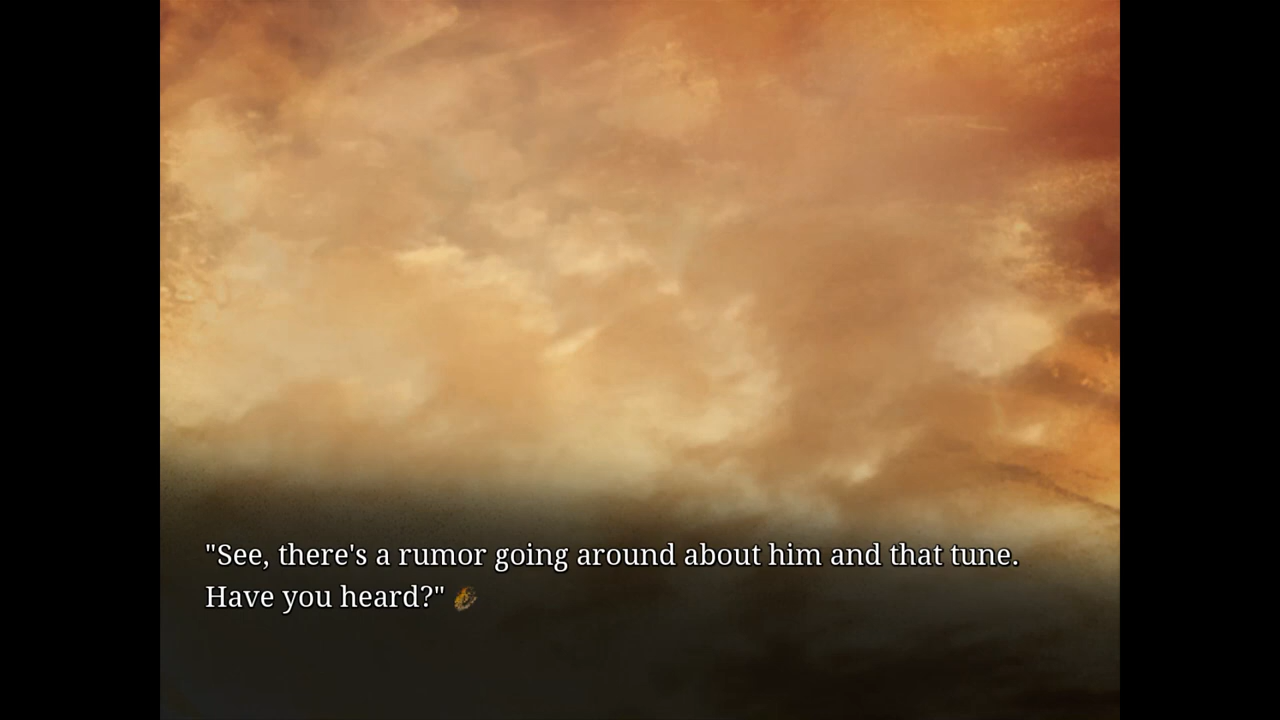 "See, there's a rumor going around about him and that tune.
Have you heard?"